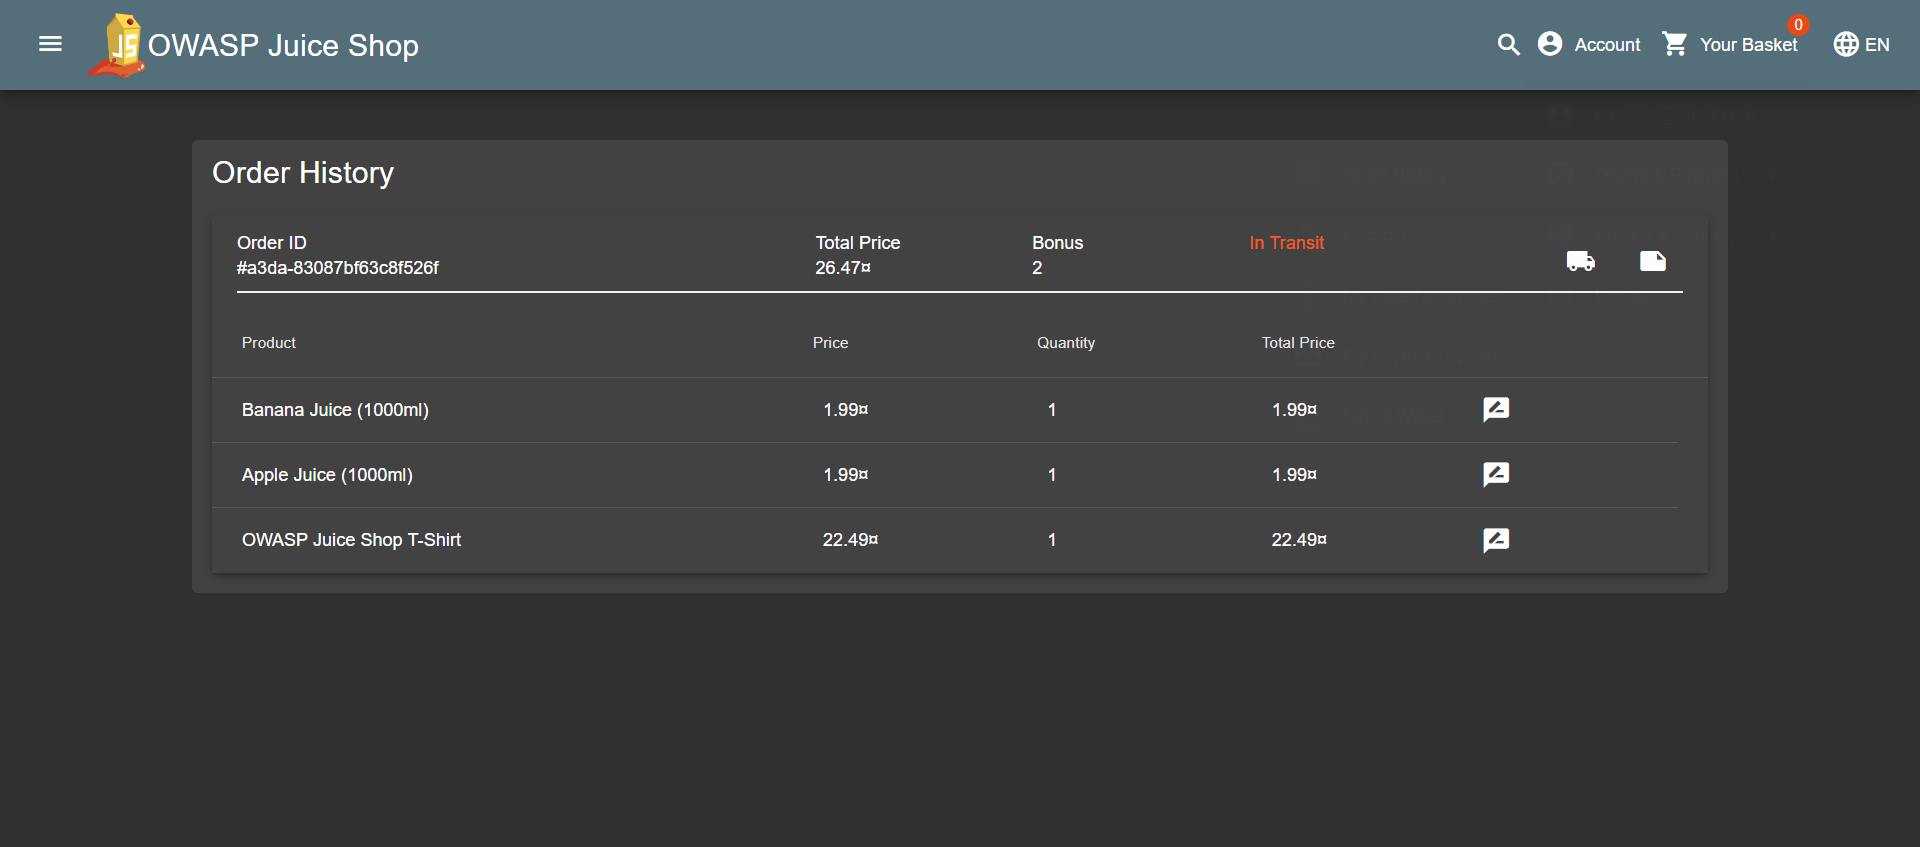 OWASP Juice Shop
Account
Your Basket
0
EN
Order History
Order ID
#a3da-83087bf63c8f526f
Total Price
26.47¤
Bonus
2
In Transit
Product Price Quantity Total Price
Banana Juice (1000ml) 1.99¤ 1 1.99¤
Apple Juice (1000ml) 1.99¤ 1 1.99¤
OWASP Juice Shop T-Shirt 22.49¤ 1 22.49¤